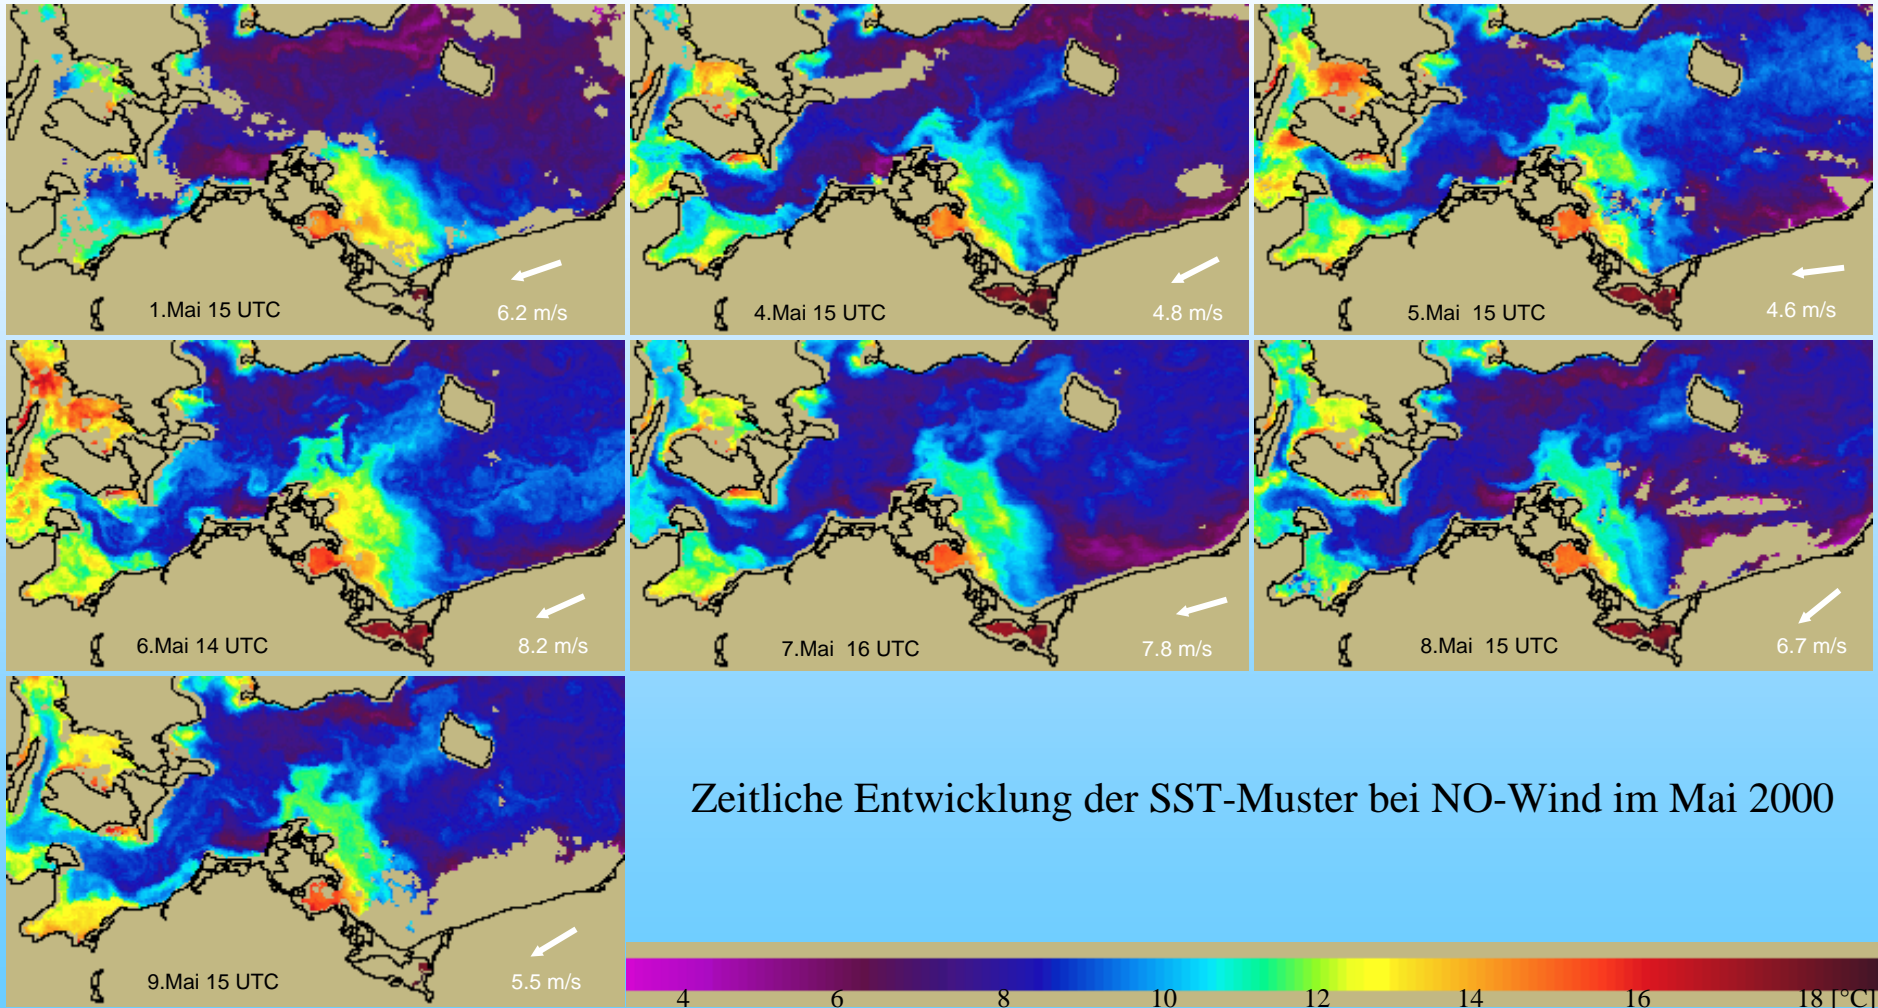 1.Mai 15 UTC
6.2 m/s
4.Mai 15 UTC
4.8 m/s
5.Mai  15 UTC
4.6 m/s
6.Mai 14 UTC
8.2 m/s
7.Mai  16 UTC
7.8 m/s
8.Mai  15 UTC
6.7 m/s
9.Mai 15 UTC
5.5 m/s
Zeitliche Entwicklung der SST-Muster bei NO-Wind im Mai 2000
4 6 8 10 12 14 16 18 [°C]